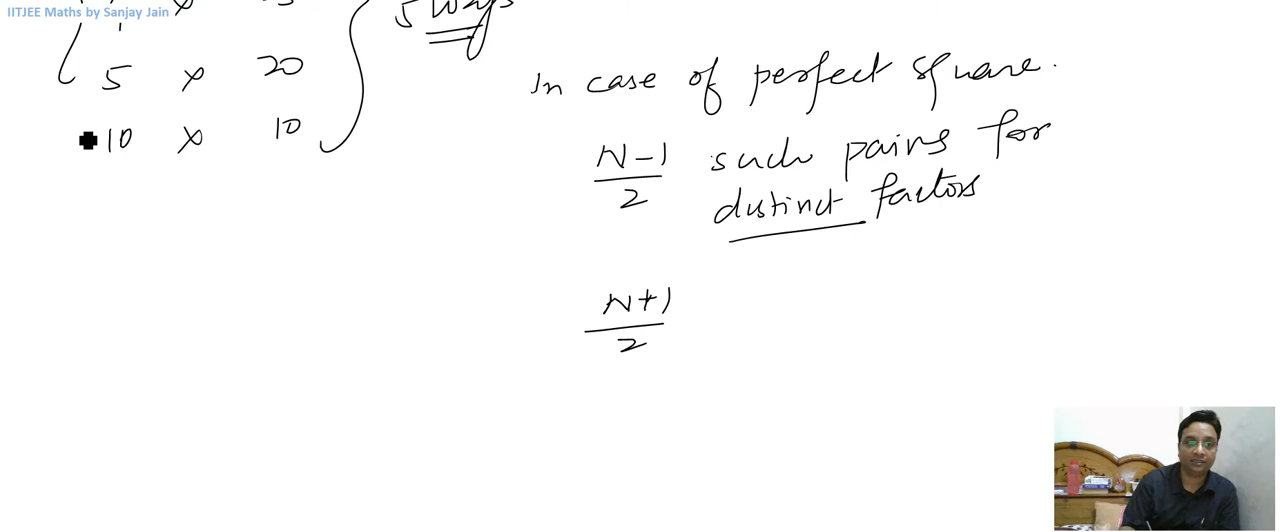 IITJEE Maths by Sanjay Jain
5 ways
5 × 20
10 × 10
In case of perfect square.
N-1
2
such pairs for
distinct factors
N+1
2